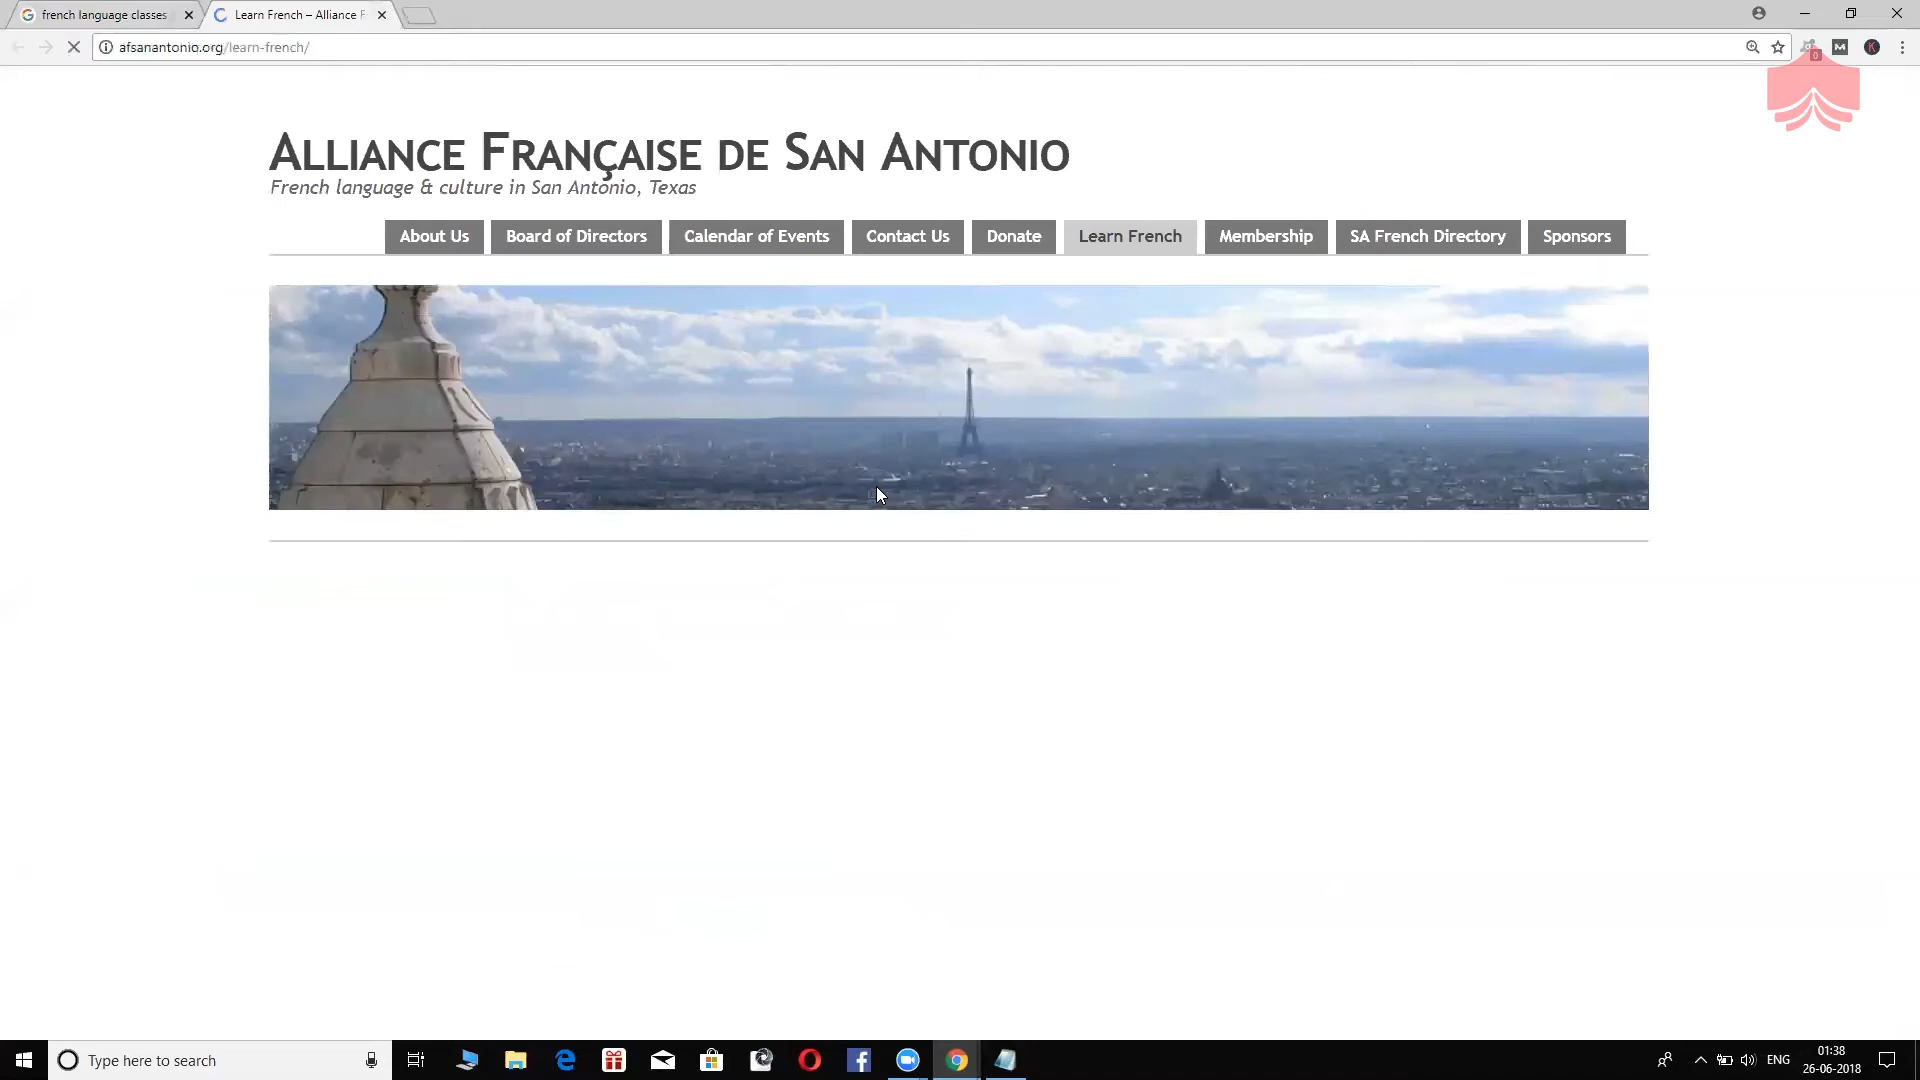 french language classes
Learn French – Alliance F
afsanantonio.org/learn-french/
ALLIANCE FRANÇAISE DE SAN ANTONIO
French language & culture in San Antonio, Texas
About Us Board of Directors Calendar of Events Contact Us Donate Learn French Membership SA French Directory Sponsors
Type here to search
ENG
01:38
26-06-2018